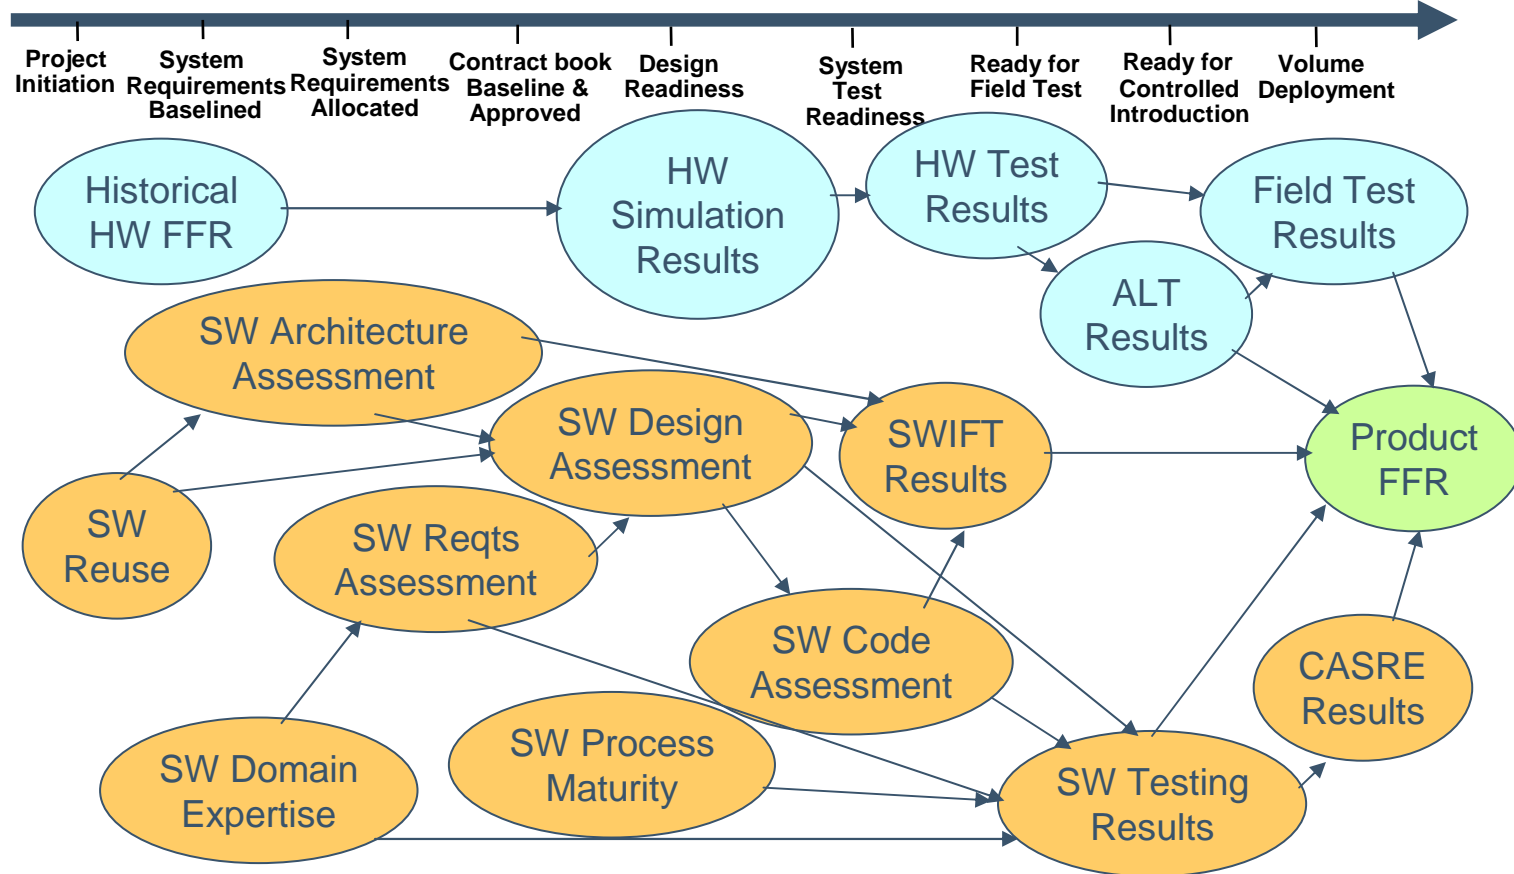 Project
Initiation
System
Requirements
Baselined
System
Requirements
Allocated
Contract book
Baseline &
Approved
Design
Readiness
System
Test
Readiness
Ready for
Field Test
Ready for
Controlled
Introduction
Volume
Deployment
Historical
HW FFR
HW
Simulation
Results
HW Test
Results
Field Test
Results
ALT
Results
SW Architecture
Assessment
SW Design
Assessment
SWIFT
Results
Product
FFR
SW
Reuse
SW Reqts
Assessment
SW Code
Assessment
CASRE
Results
SW Domain
Expertise
SW Process
Maturity
SW Testing
Results